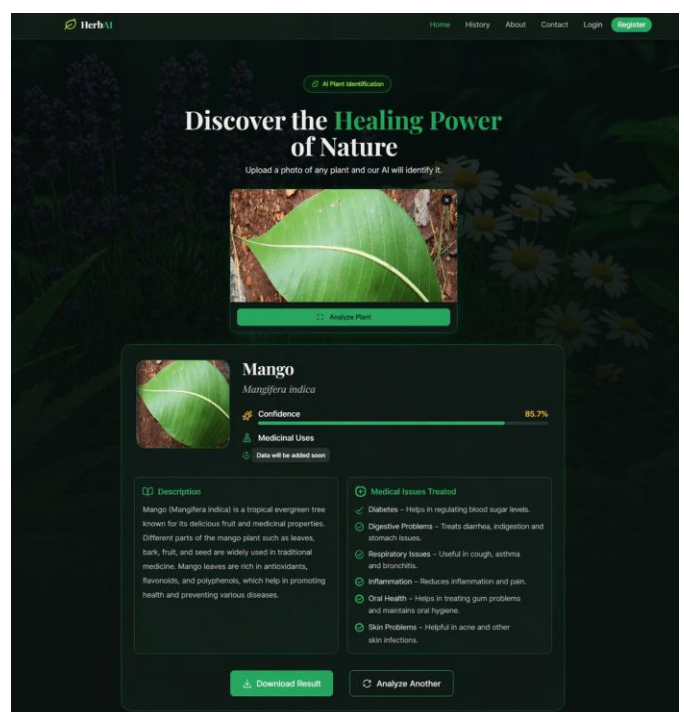 HerbAI
Home History About Contact Login Register
AI Plant Identification
Discover the Healing Power
of Nature
Upload a photo of any plant and our AI will identify it.
Analyze Plant
Mango
Mangifera indica
Confidence 85.7%
Medicinal Uses
Data will be added soon
Description
Mango (Mangifera indica) is a tropical evergreen tree
known for its delicious fruit and medicinal properties.
Different parts of the mango plant such as leaves,
bark, fruit, and seed are widely used in traditional
medicine. Mango leaves are rich in antioxidants,
flavonoids, and polyphenols, which help in promoting
health and preventing various diseases.
Medical Issues Treated
Diabetes – Helps in regulating blood sugar levels.
Digestive Problems – Treats diarrhea, indigestion and
stomach issues.
Respiratory Issues – Useful in cough, asthma
and bronchitis.
Inflammation – Reduces inflammation and pain.
Oral Health – Helps in treating gum problems
and maintains oral hygiene.
Skin Problems – Helpful in acne and other
skin infections.
Download Result
Analyze Another